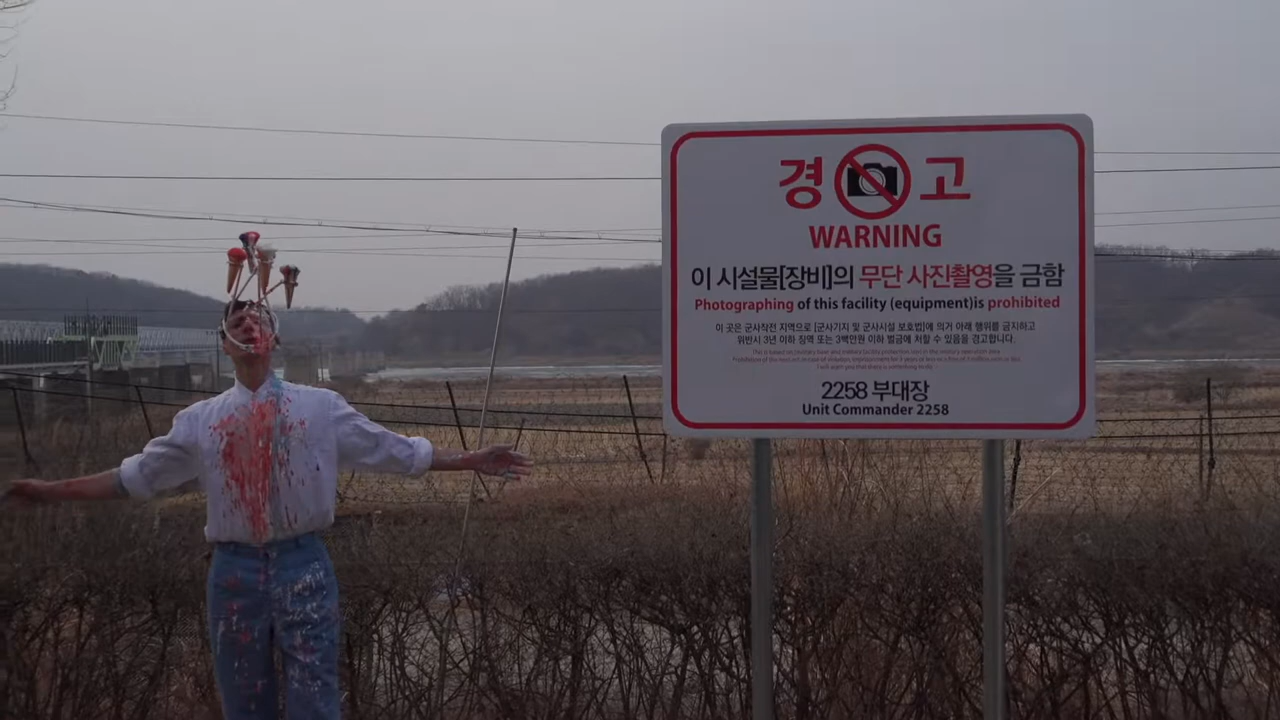 경 고
WARNING
이 시설물[장비]의 무단 사진촬영을 금함
Photographing of this facility (equipment)is prohibited
이 곳은 군사작전 지역으로 [군사기지 및 군사시설 보호법]에 의거 아래 행위를 금지하고
위반시 3년 이하 징역 또는 3백만원 이하 벌금에 처할 수 있음을 경고합니다.
2258 부대장
Unit Commander 2258